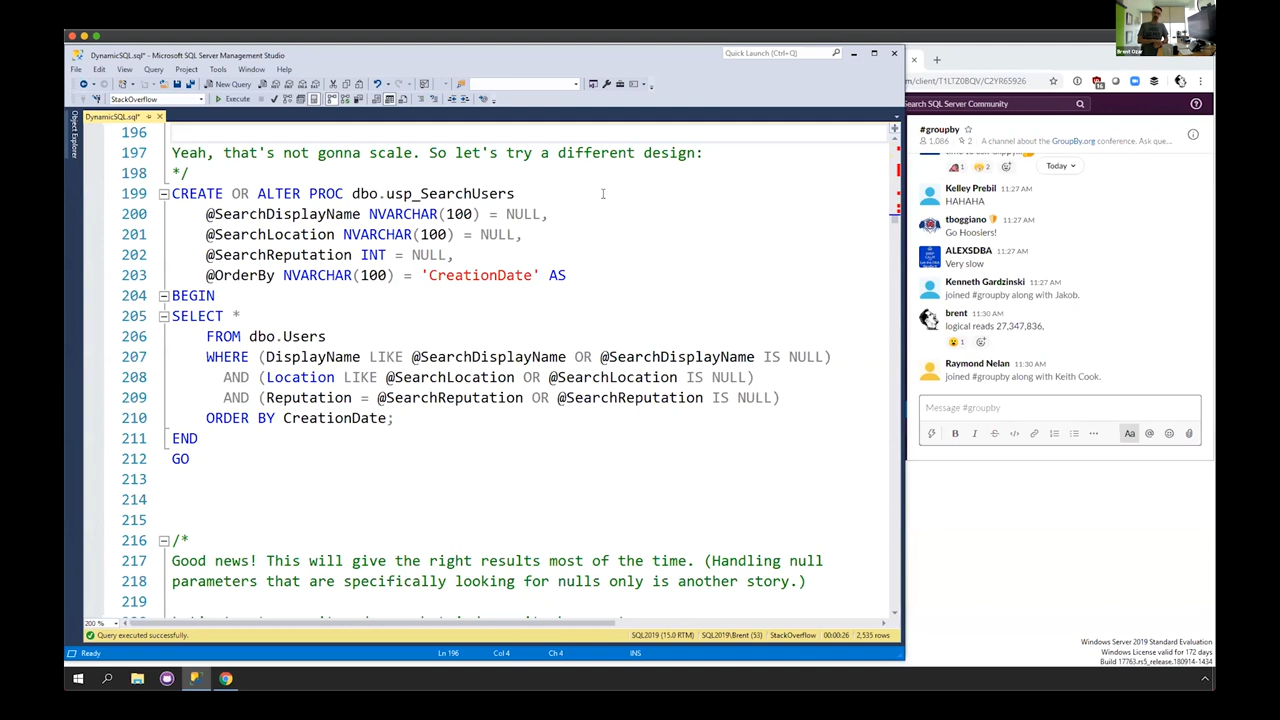 Brent Ozar
DynamicSQL.sql* - Microsoft SQL Server Management Studio
Quick Launch (Ctrl+Q)
File Edit View Query Project Tools Window Help
New Query
StackOverflow
Execute
DynamicSQL.sql*
Object Explorer
196
197 Yeah, that's not gonna scale. So let's try a different design:
198 */
199 CREATE OR ALTER PROC dbo.usp_SearchUsers
200 @SearchDisplayName NVARCHAR(100) = NULL,
201 @SearchLocation NVARCHAR(100) = NULL,
202 @SearchReputation INT = NULL,
203 @OrderBy NVARCHAR(100) = 'CreationDate' AS
204 BEGIN
205 SELECT *
206 FROM dbo.Users
207 WHERE (DisplayName LIKE @SearchDisplayName OR @SearchDisplayName IS NULL)
208 AND (Location LIKE @SearchLocation OR @SearchLocation IS NULL)
209 AND (Reputation = @SearchReputation OR @SearchReputation IS NULL)
210 ORDER BY CreationDate;
211 END
212 GO
213
214
215
216 /*
217 Good news! This will give the right results most of the time. (Handling null
218 parameters that are specifically looking for nulls only is another story.)
219
200 %
Query executed successfully.
SQL2019 (15.0 RTM) SQL2019\Brent (53) StackOverflow 00:00:26 2,535 rows
Ready
Ln 196 Col 4 Ch 4 INS
m/client/T1LTZ0BQV/C2YR65926
Search SQL Server Community
#groupby
1,086 2 A channel about the GroupBy.org conference. Ask que...
1 2
Today
Kelley Prebil 11:27 AM
HAHAHA
tboggiano 11:27 AM
Go Hoosiers!
ALEXSDBA 11:27 AM
Very slow
Kenneth Gardzinski 11:27 AM
joined #groupby along with Jakob.
brent 11:30 AM
logical reads 27,347,836,
1
Raymond Nelan 11:30 AM
joined #groupby along with Keith Cook.
Message #groupby
B I S Aa
Windows Server 2019 Standard Evaluation
Windows License valid for 172 days
Build 17763.rs5_release.180914-1434